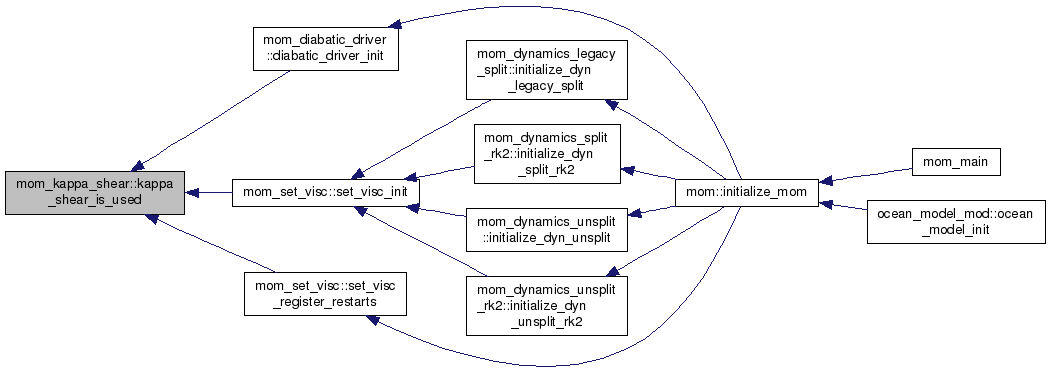 mom_kappa_shear::kappa
_shear_is_used
mom_diabatic_driver
::diabatic_driver_init
mom_set_visc::set_visc_init
mom_set_visc::set_visc
_register_restarts
mom_dynamics_legacy
_split::initialize_dyn
_legacy_split
mom_dynamics_split
_rk2::initialize_dyn
_split_rk2
mom_dynamics_unsplit
::initialize_dyn_unsplit
mom_dynamics_unsplit
_rk2::initialize_dyn
_unsplit_rk2
mom::initialize_mom
mom_main
ocean_model_mod::ocean
_model_init